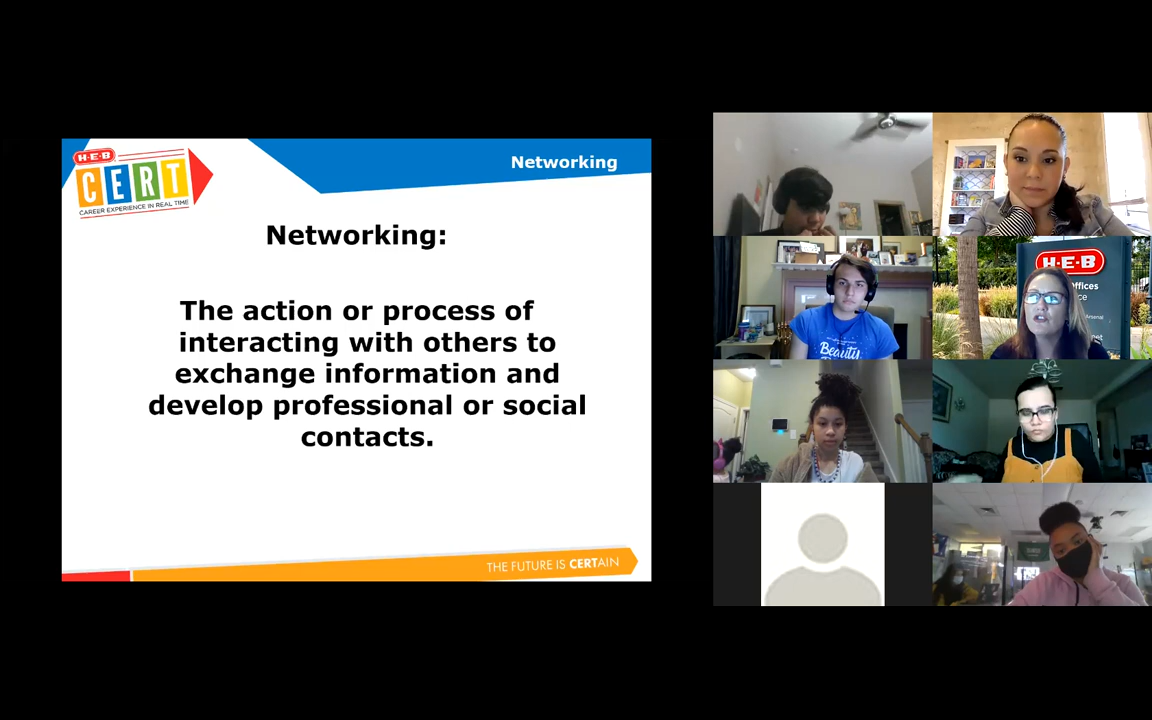 H-E-B
CERT
CAREER EXPERIENCE IN REAL TIME
Networking
Networking:
The action or process of
interacting with others to
exchange information and
develop professional or social
contacts.
THE FUTURE IS CERTAIN
H-E-B
Offices
Arsenal
Beauty